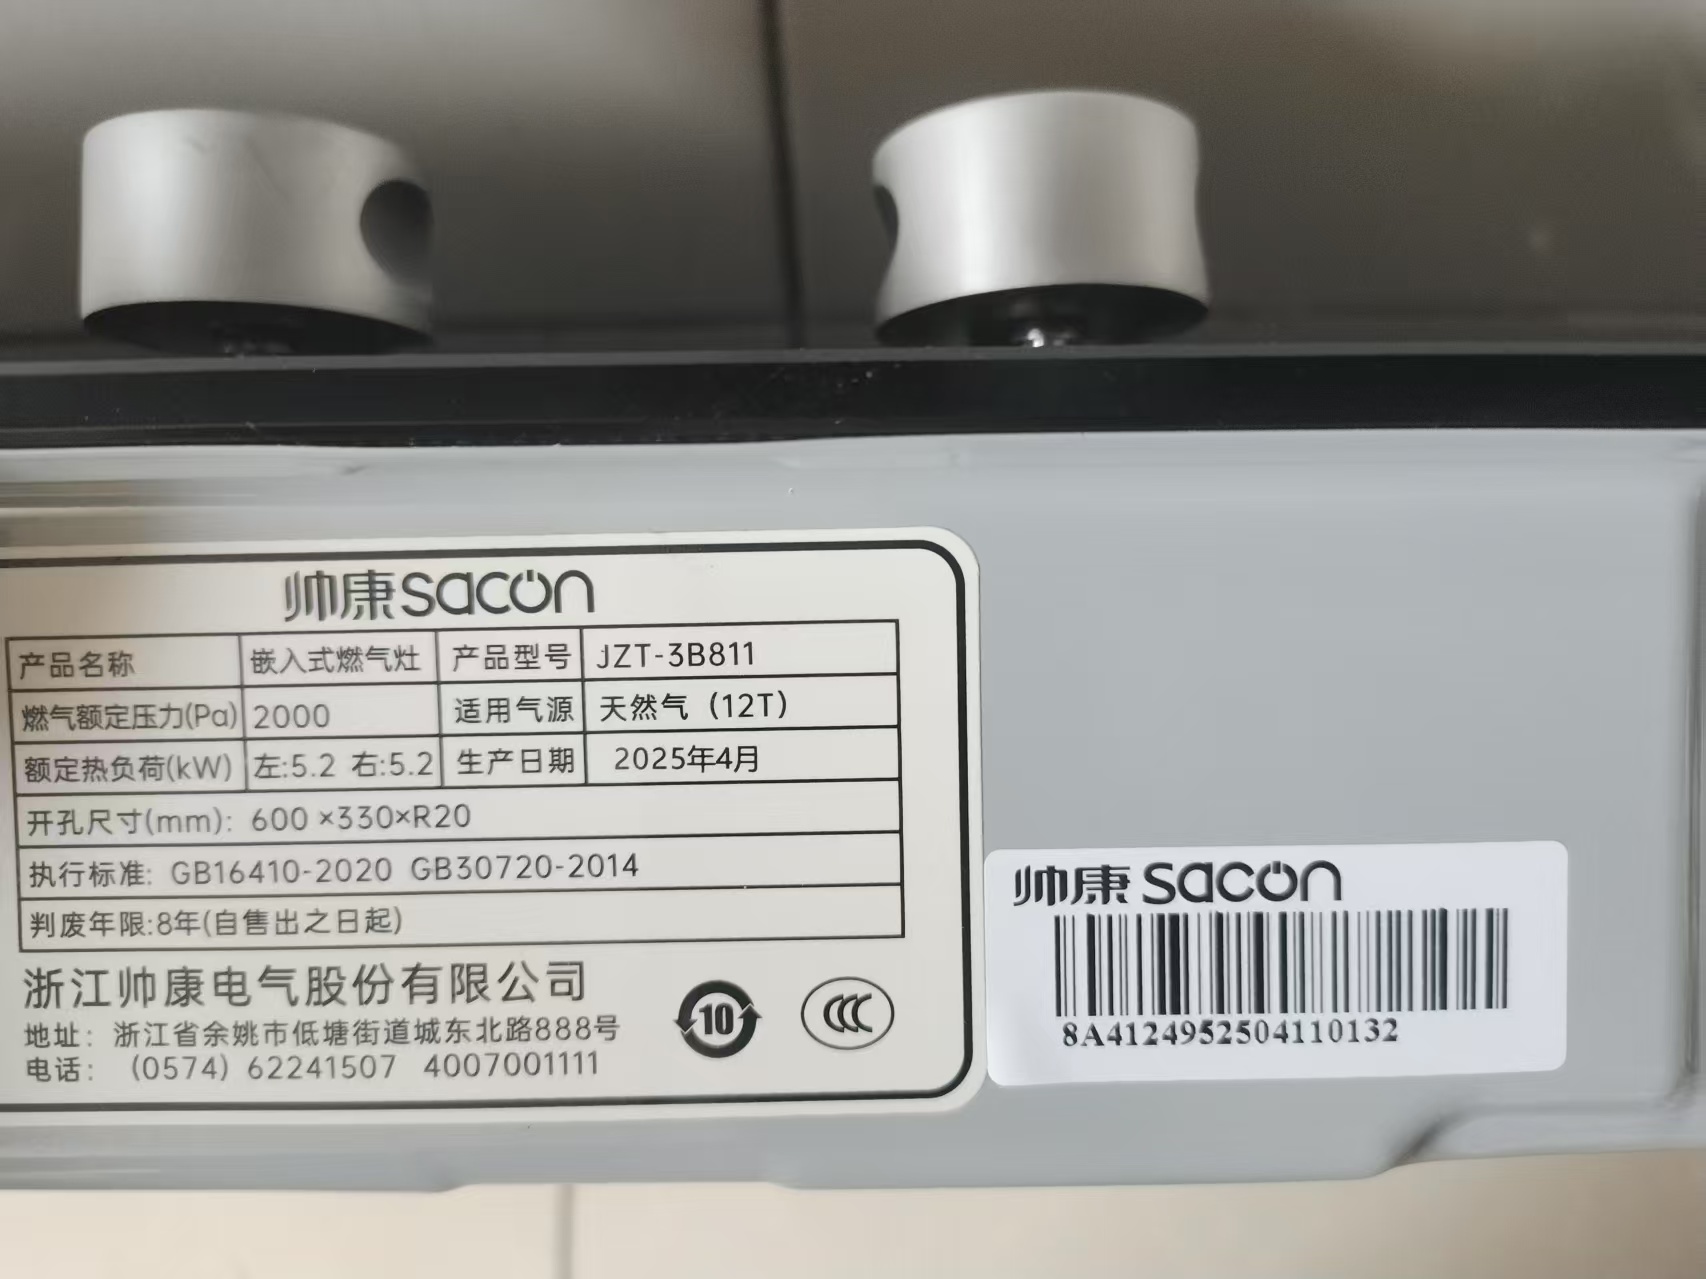 帅康sacon
产品名称 嵌入式燃气灶 产品型号 JZT-3B811
燃气额定压力(Pa) 2000 适用气源 天然气（12T）
额定热负荷(kW) 左:5.2 右:5.2 生产日期 2025年4月
开孔尺寸(mm): 600×330×R20
执行标准: GB16410-2020 GB30720-2014
判废年限:8年(自售出之日起)
浙江帅康电气股份有限公司
地址：浙江省余姚市低塘街道城东北路888号
电话：（0574）62241507 4007001111
10
CCC
帅康 sacon
8A4124952504110132